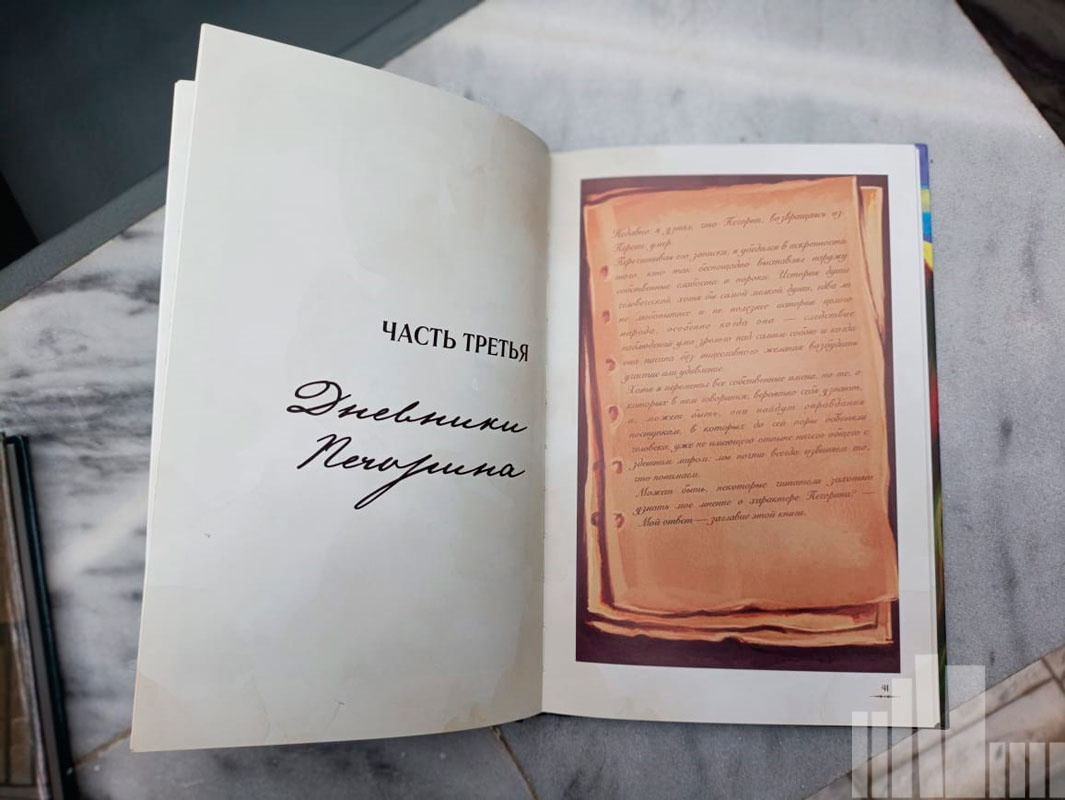 ЧАСТЬ ТРЕТЬЯ
Дневники
Печорина
Недавно я узнал, что Печорин, возвращаясь из
Персии, умер.
Перечитывая его записки, я убедился в искренности
того, кто так беспощадно выставлял наружу
собственные слабости и пороки. История души
человеческой, хотя бы самой мелкой души, едва ли
не любопытнее и не полезнее истории целого
народа, особенно когда она — следствие
наблюдений ума зрелого над самим собою и когда
она писана без тщеславного желания возбудить
участие или удивление.
Хотя я переменил все собственные имена, но те, о
которых в нем говорится, вероятно себя узнают,
и, может быть, они найдут оправдания
поступкам, в которых до сей поры обвиняли
человека, уже не имеющего отныне ничего общего с
здешним миром: мы почти всегда извиняем то,
что понимаем.
Может быть, некоторые читатели захотят
узнать мое мнение о характере Печорина? —
Мой ответ — заглавие этой книги.
41